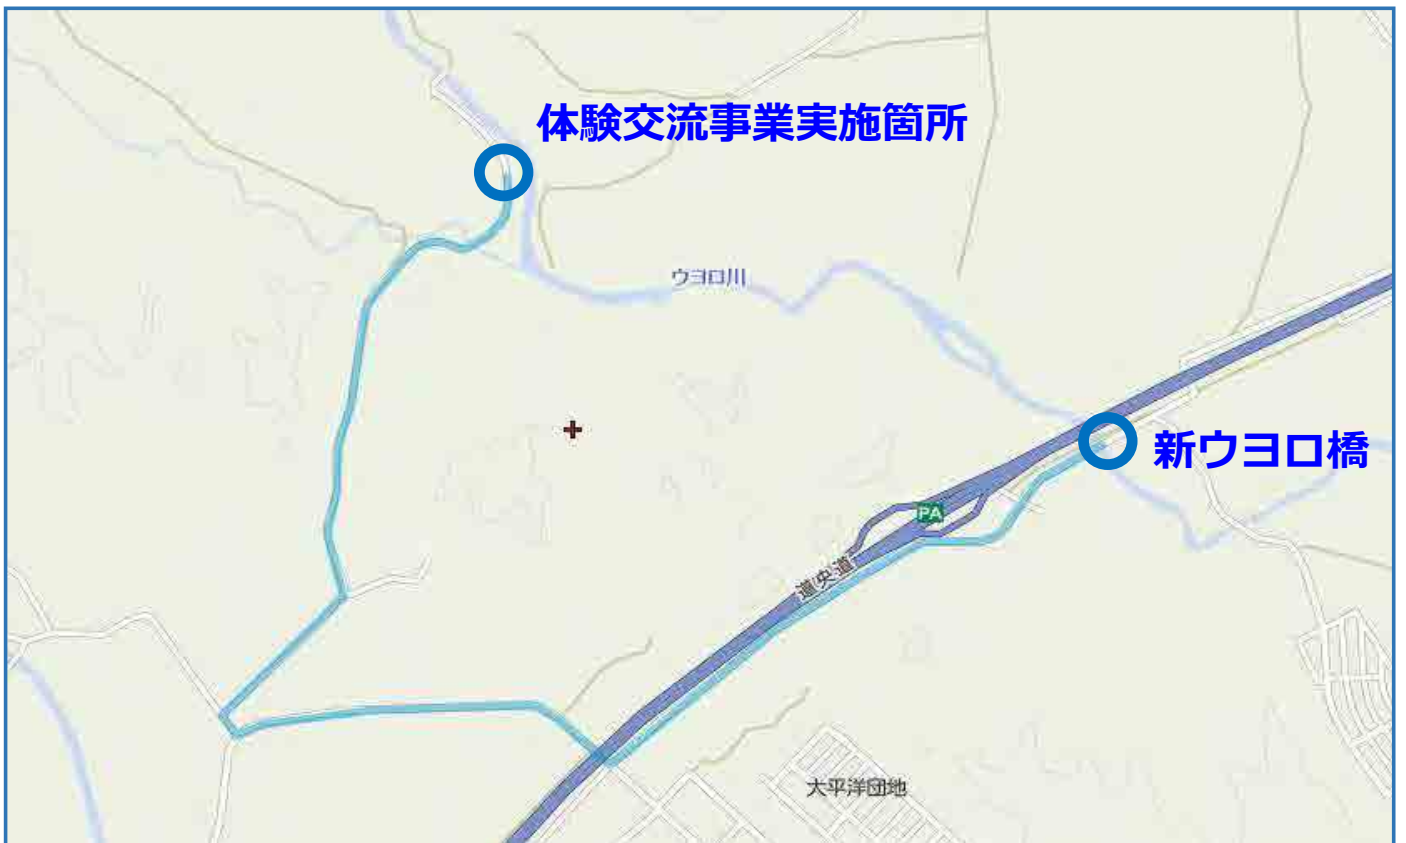 体験交流事業実施箇所
ウヨロ川
新ウヨロ橋
PA
道央道
大平洋団地